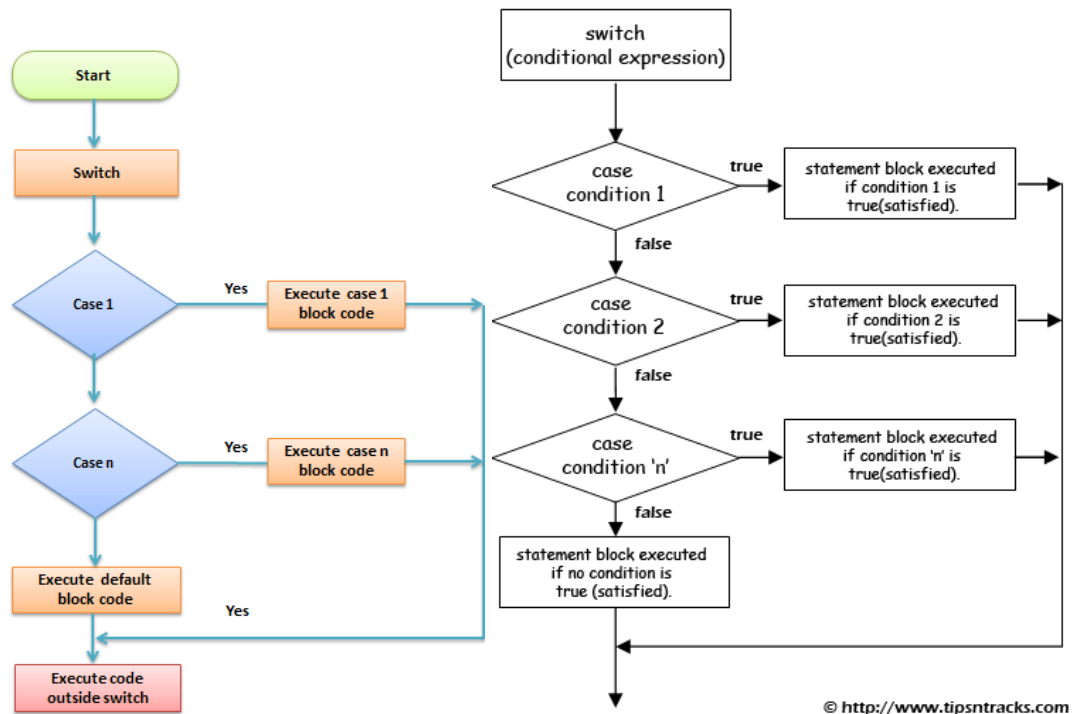 Start
Switch
Case 1
Yes
Execute case 1
block code
Case n
Yes
Execute case n
block code
Execute default
block code
Yes
Execute code
outside switch
switch
(conditional expression)
case
condition 1
true
statement block executed
if condition 1 is
true(satisfied).
false
case
condition 2
true
statement block executed
if condition 2 is
true(satisfied).
false
case
condition 'n'
true
statement block executed
if condition 'n' is
true(satisfied).
false
statement block executed
if no condition is
true (satisfied).
© http://www.tipsntracks.com